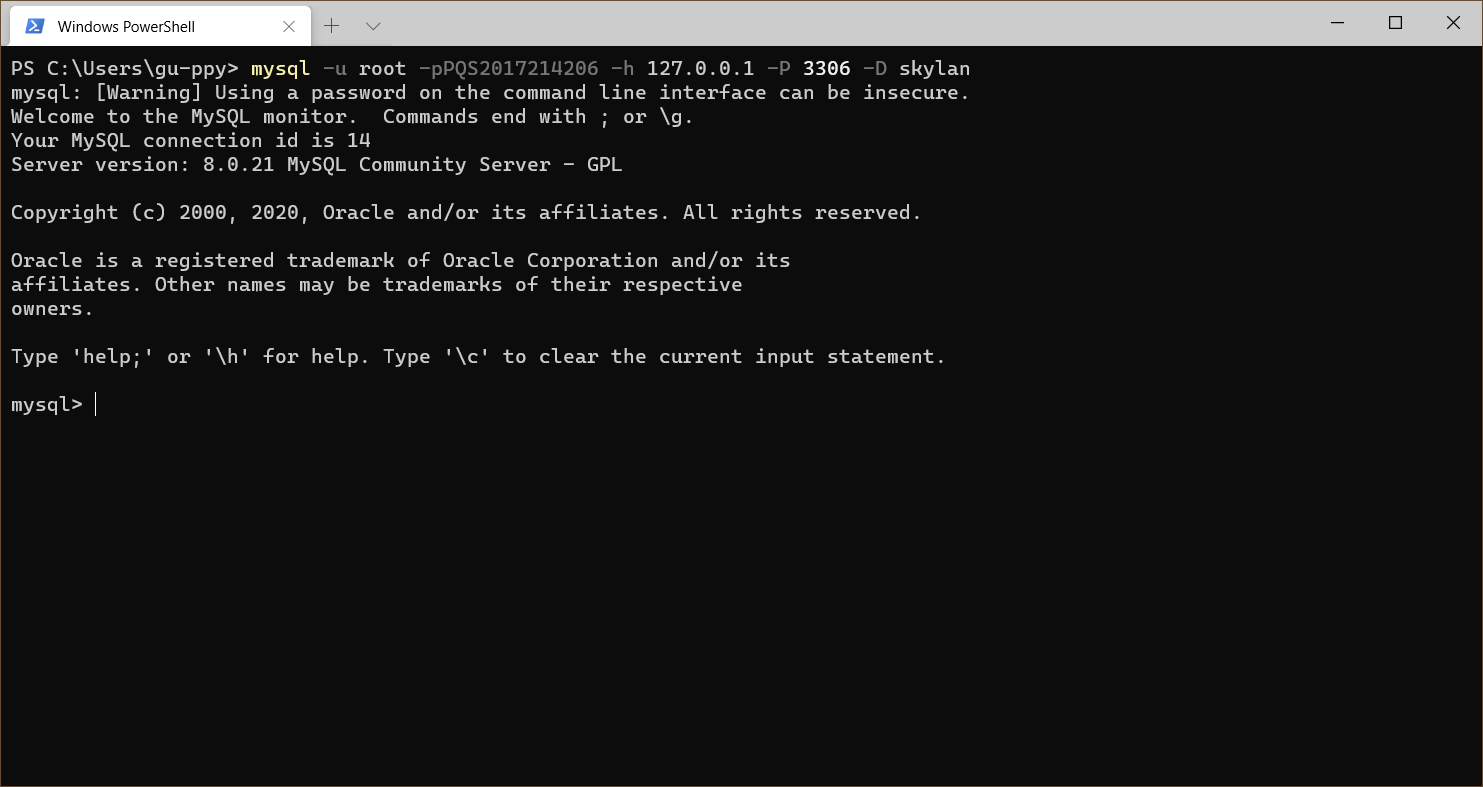 Windows PowerShell
PS C:\Users\gu-ppy> mysql -u root -pPQS2017214206 -h 127.0.0.1 -P 3306 -D skylan
mysql: [Warning] Using a password on the command line interface can be insecure.
Welcome to the MySQL monitor.  Commands end with ; or \g.
Your MySQL connection id is 14
Server version: 8.0.21 MySQL Community Server - GPL
Copyright (c) 2000, 2020, Oracle and/or its affiliates. All rights reserved.
Oracle is a registered trademark of Oracle Corporation and/or its
affiliates. Other names may be trademarks of their respective
owners.
Type 'help;' or '\h' for help. Type '\c' to clear the current input statement.
mysql>